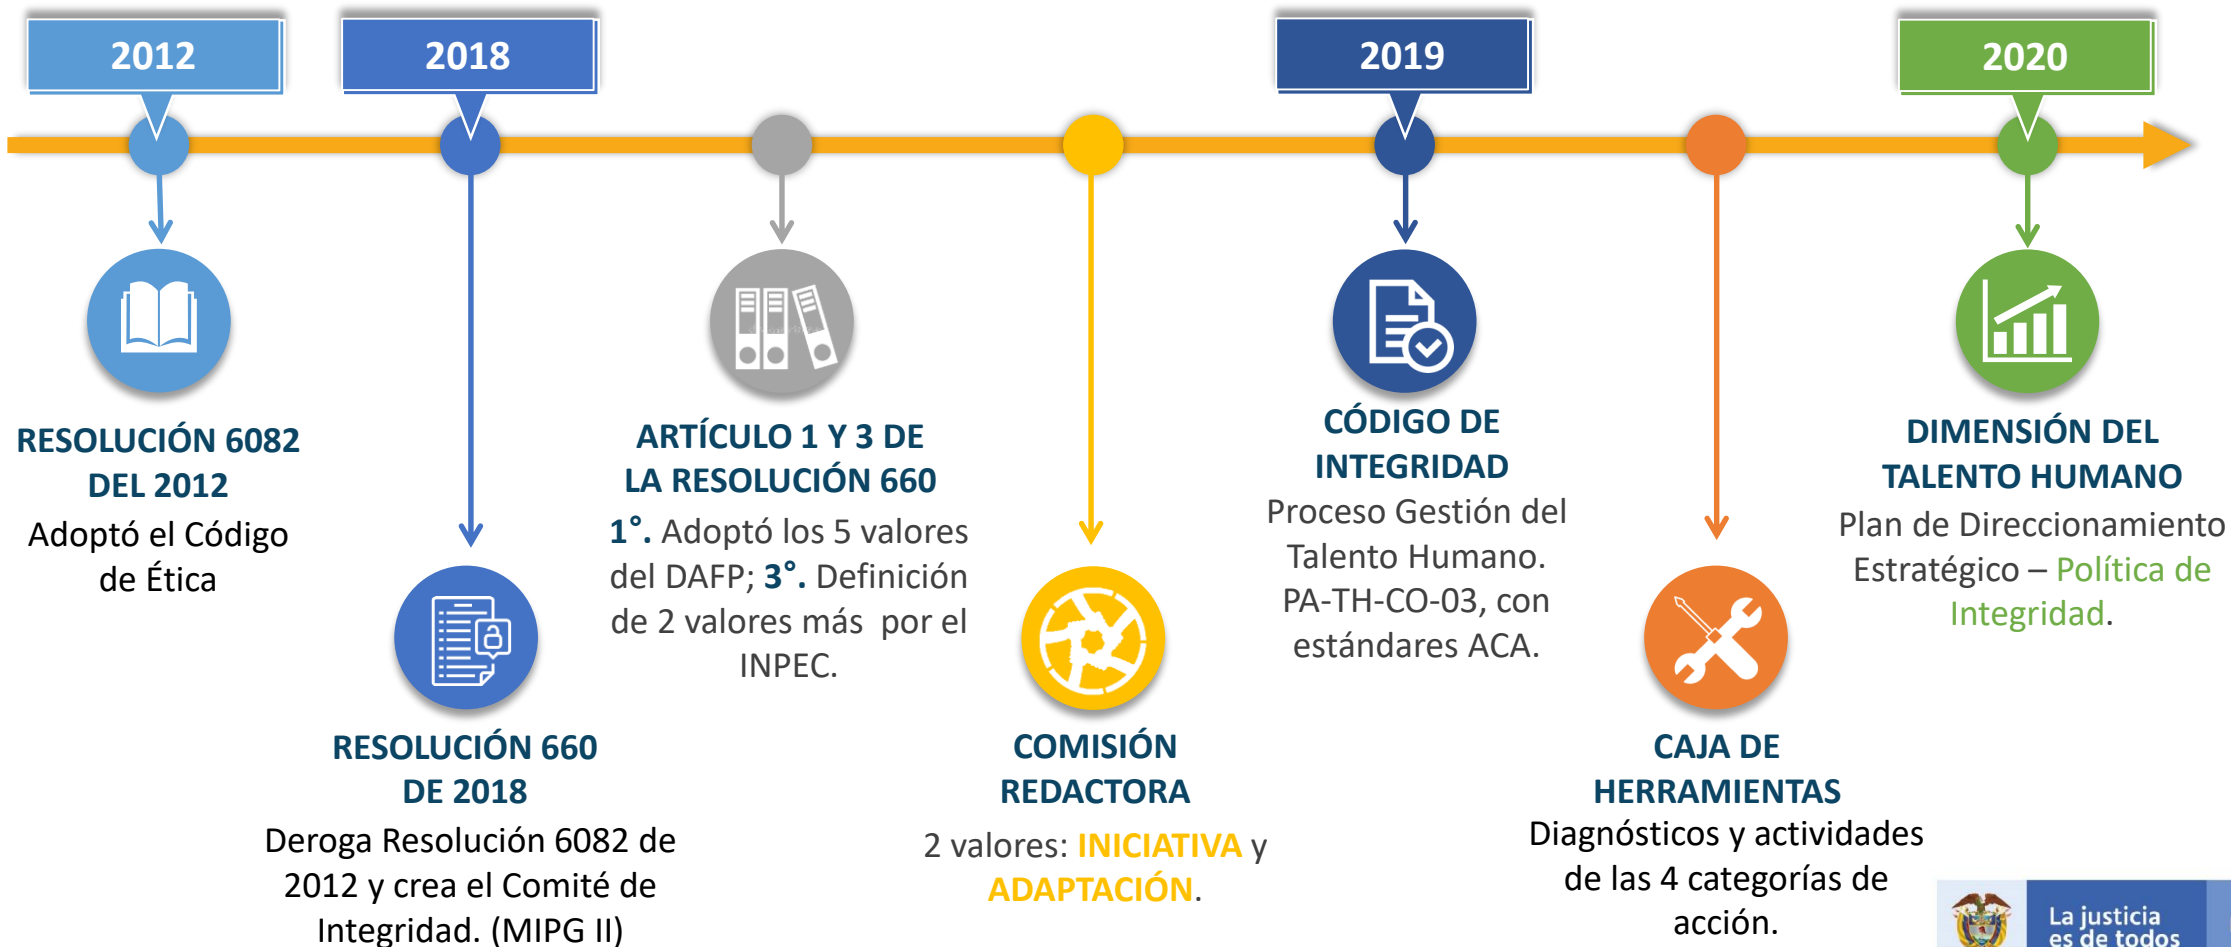 2012
2018
2019
2020
RESOLUCIÓN 6082
DEL 2012
Adoptó el Código
de Ética
RESOLUCIÓN 660
DE 2018
Deroga Resolución 6082 de
2012 y crea el Comité de
Integridad. (MIPG II)
ARTÍCULO 1 Y 3 DE
LA RESOLUCIÓN 660
1°. Adoptó los 5 valores
del DAFP; 3°. Definición
de 2 valores más por el
INPEC.
COMISIÓN
REDACTORA
2 valores: INICIATIVA y
ADAPTACIÓN.
CÓDIGO DE
INTEGRIDAD
Proceso Gestión del
Talento Humano.
PA-TH-CO-03, con
estándares ACA.
CAJA DE
HERRAMIENTAS
Diagnósticos y actividades
de las 4 categorías de
acción.
DIMENSIÓN DEL
TALENTO HUMANO
Plan de Direccionamiento
Estratégico – Política de
Integridad.
La justicia
es de todos